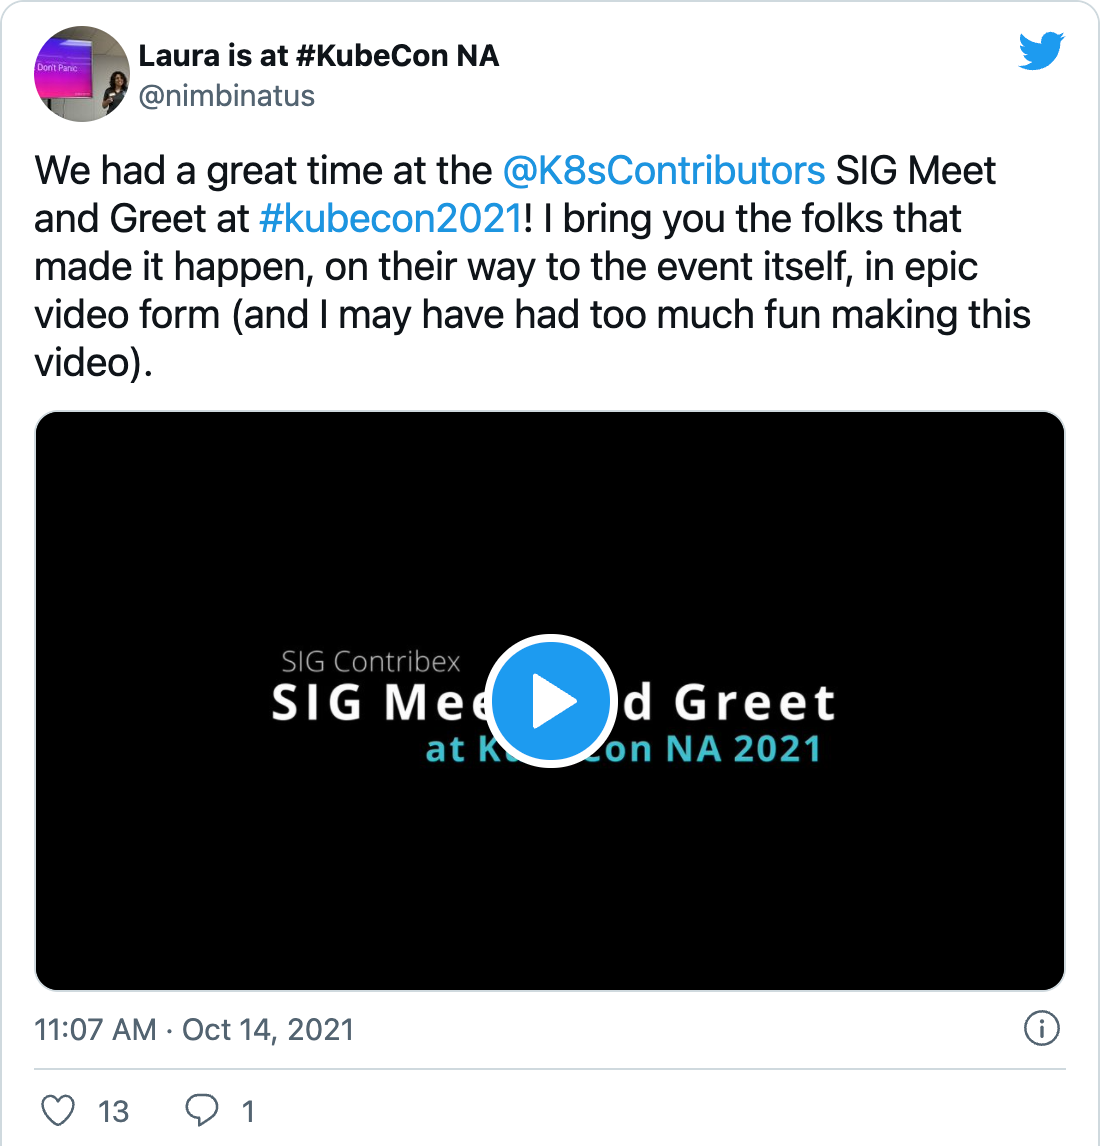 Don't Panic
Laura is at #KubeCon NA
@nimbinatus
We had a great time at the @K8sContributors SIG Meet
and Greet at #kubecon2021! I bring you the folks that
made it happen, on their way to the event itself, in epic
video form (and I may have had too much fun making this
video).
SIG Contribex
SIG Mee d Greet
at K on NA 2021
11:07 AM · Oct 14, 2021
13 1